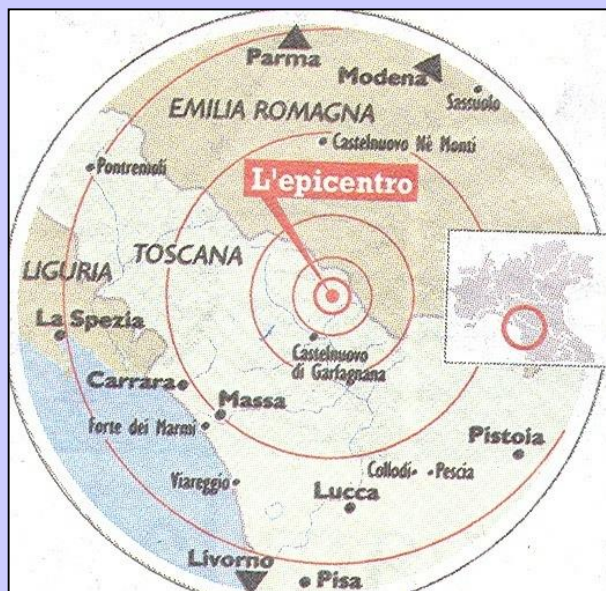 Parma
Modena
Sassuolo
EMILIA ROMAGNA
Castelnuovo Nè Monti
Pontremoli
L'epicentro
TOSCANA
LIGURIA
La Spezia
Castelnuovo
di Garfagnana
Carrara
Massa
Forte dei Marmi
Pistoia
Collodi
Pescia
Viareggio
Lucca
Livorno
Pisa